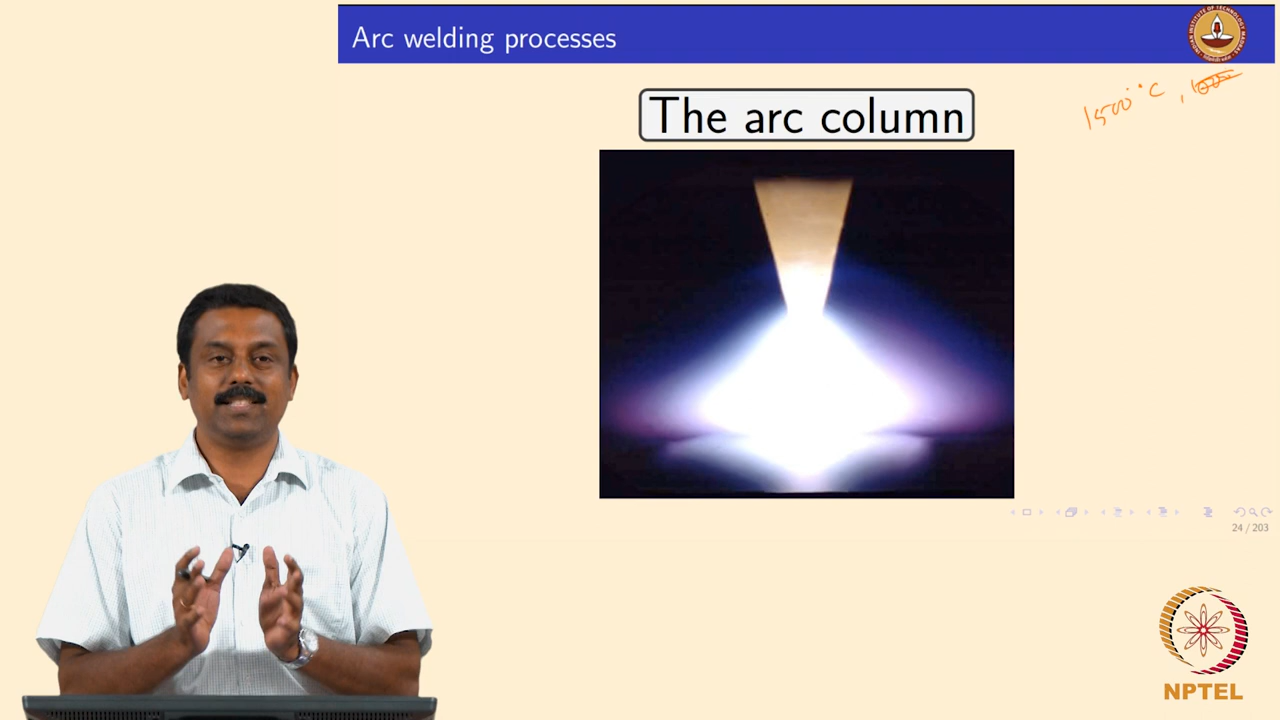 Arc welding processes
1500°C,
The arc column
24 / 203
NPTEL